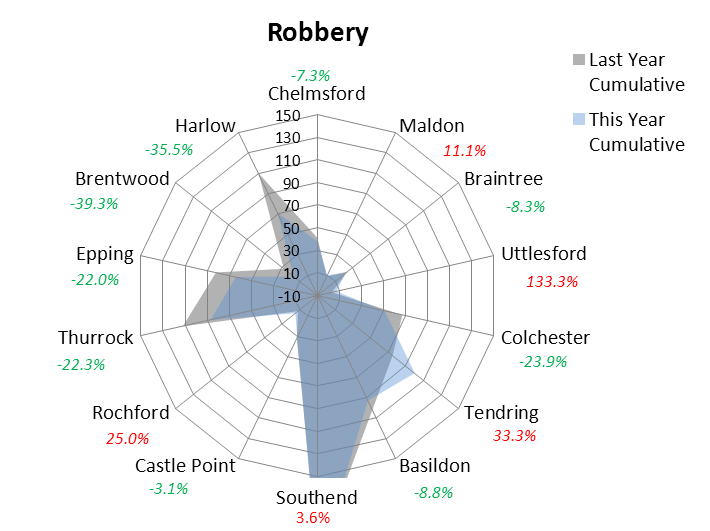 Robbery
Last Year
Cumulative
This Year
Cumulative
-7.3%
Chelmsford
Maldon
11.1%
Braintree
-8.3%
Uttlesford
133.3%
Colchester
-23.9%
Tendring
33.3%
Basildon
-8.8%
Southend
3.6%
Castle Point
-3.1%
Rochford
25.0%
Thurrock
-22.3%
Epping
-22.0%
Brentwood
-39.3%
Harlow
-35.5%
150
130
110
90
70
50
30
10
-10